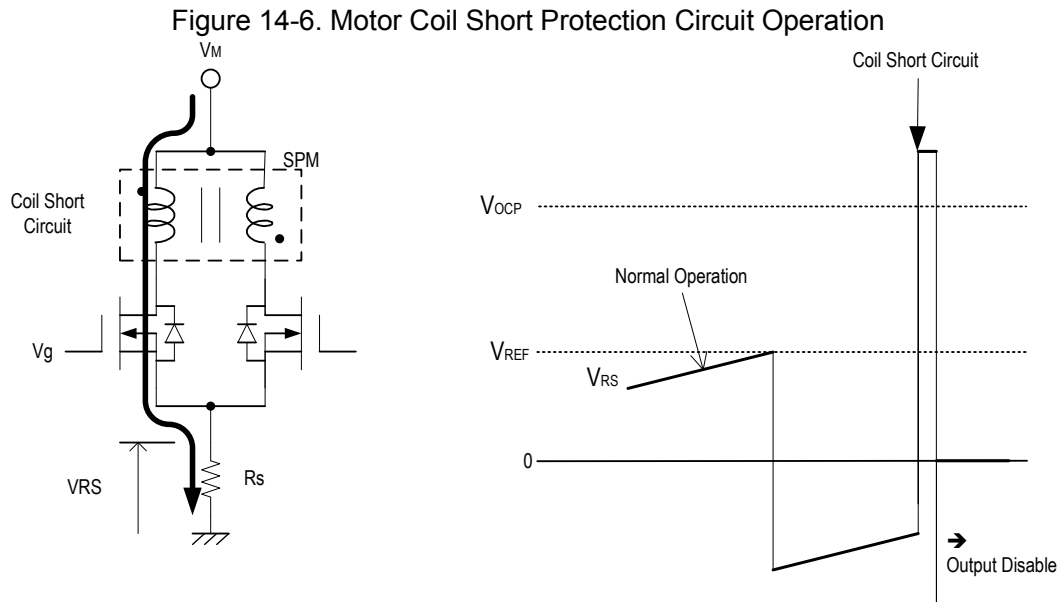 Figure 14-6. Motor Coil Short Protection Circuit Operation
VM
SPM
Coil Short
Circuit
Vg
VRS
Rs
Coil Short Circuit
VOCP
Normal Operation
VREF
VRS
0
➔
Output Disable